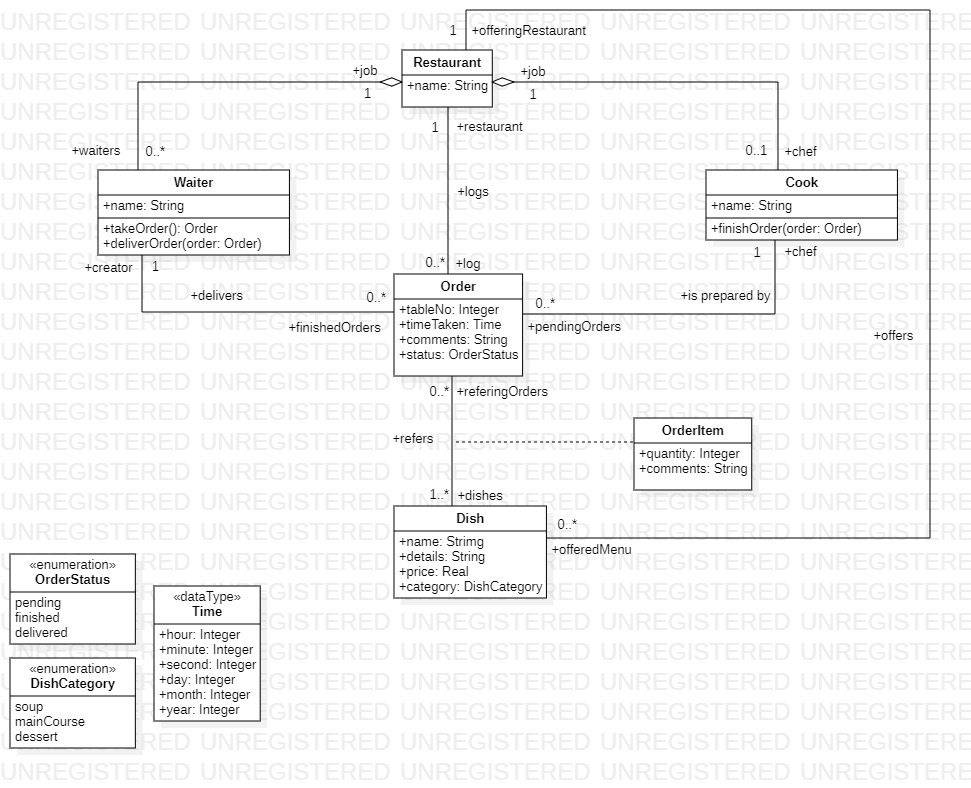 1 +offeringRestaurant
Restaurant
+name: String
+job
1
+job
1
1 +restaurant
+waiters 0..*
0..1 +chef
Waiter
+name: String
+takeOrder(): Order
+deliverOrder(order: Order)
+logs
Cook
+name: String
+finishOrder(order: Order)
+creator 1
0..* +log
1 +chef
+delivers
0..*
+finishedOrders
Order
+tableNo: Integer
+timeTaken: Time
+comments: String
+status: OrderStatus
0..*
+pendingOrders
+is prepared by
+offers
0..* +referingOrders
+refers
OrderItem
+quantity: Integer
+comments: String
1..* +dishes
Dish
+name: Strimg
+details: String
+price: Real
+category: DishCategory
0..*
+offeredMenu
«enumeration»
OrderStatus
pending
finished
delivered
«dataType»
Time
+hour: Integer
+minute: Integer
+second: Integer
+day: Integer
+month: Integer
+year: Integer
«enumeration»
DishCategory
soup
mainCourse
dessert
UNREGISTERED